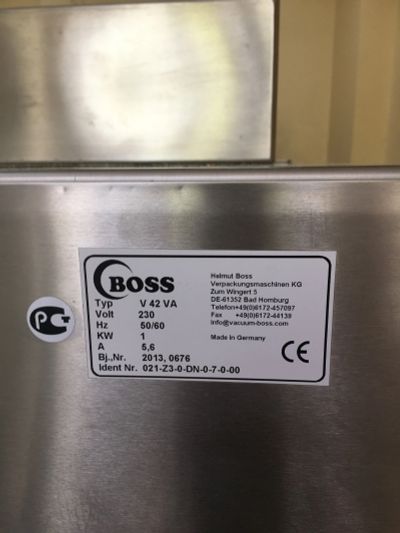 BOSS
Typ V 42 VA
Volt 230
Hz 50/60
KW 1
A 5,6
Bj.,Nr. 2013, 0676
Ident Nr. 021-Z3-0-DN-0-7-0-00
Helmut Boss
Verpackungsmaschinen KG
Zum Wingert 5
DE-61352 Bad Homburg
Telefon+49(0)6172-457097
Fax +49(0)6172-44139
info@vacuum-boss.com
Made in Germany
CE
РСТ